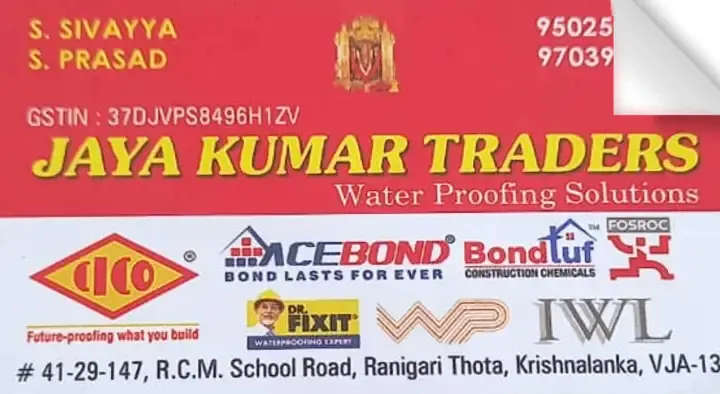 S. SIVAYYA 95025
S. PRASAD 97039
GSTIN : 37DJVPS8496H1ZV
JAYA KUMAR TRADERS
Water Proofing Solutions
CICO ®
Future-proofing what you build
ACEBOND®
BOND LASTS FOR EVER
BondTuf TM
CONSTRUCTION CHEMICALS
FOSROC
DR. FIXIT®
WATERPROOFING EXPERT
WP
IWL
# 41-29-147, R.C.M. School Road, Ranigari Thota, Krishnalanka, VJA-13